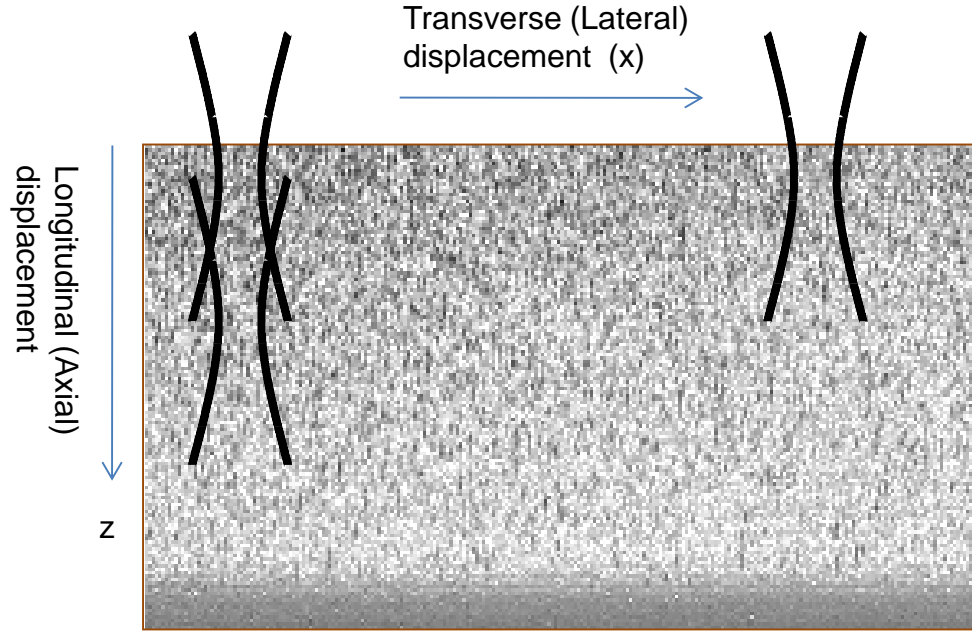 Transverse (Lateral)
displacement  (x)
Longitudinal (Axial)
displacement
z